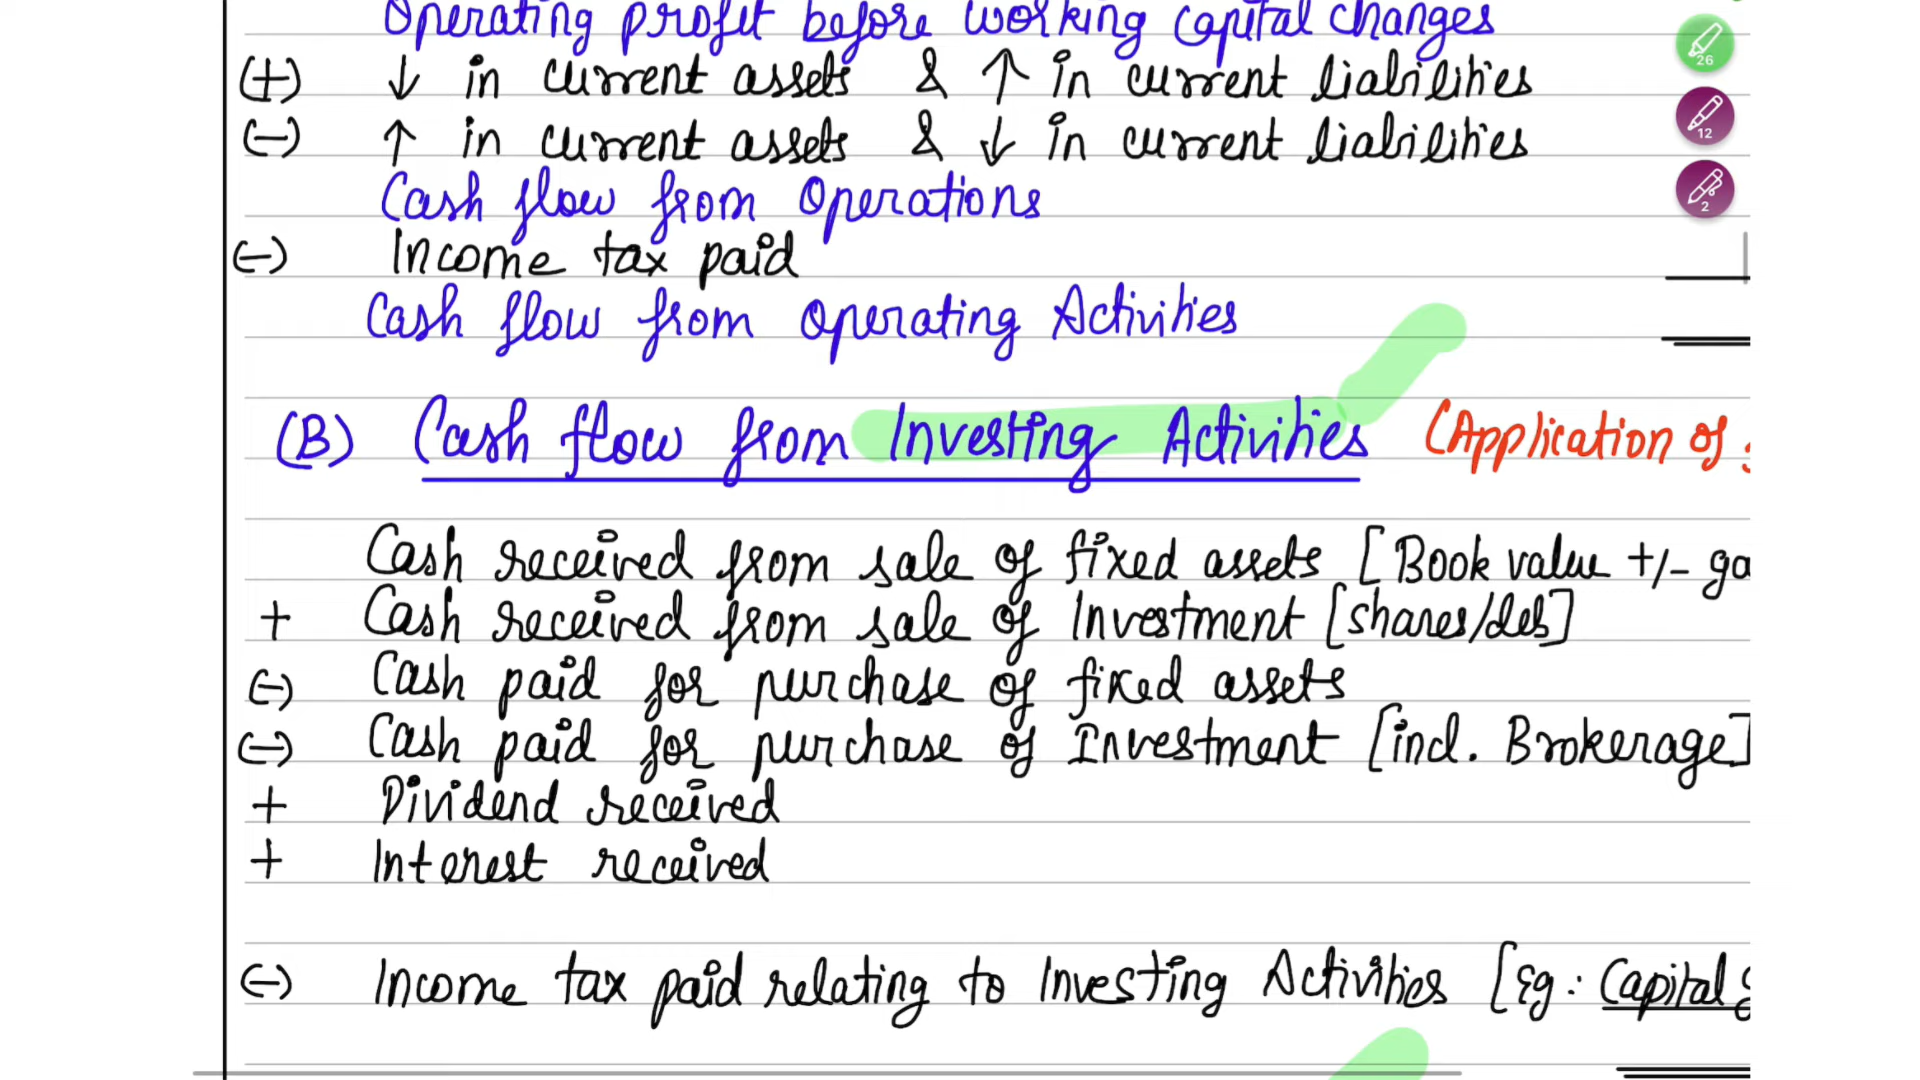 Operating profit before working capital changes
(+) ↓ in current assets & ↑ in current liabilities
(-) ↑ in current assets & ↓ in current liabilities
Cash flow from Operations
(-) Income tax paid
Cash flow from Operating Activities
(B) Cash flow from Investing Activities (Application of
Cash received from sale of fixed assets [Book value +/- ga
+ Cash received from sale of Investment [shares/deb]
(-) Cash paid for purchase of fixed assets
(-) Cash paid for purchase of Investment [incl. Brokerage]
+ Dividend received
+ Interest received
(-) Income tax paid relating to Investing Activities [Eg: Capital
26
12
2